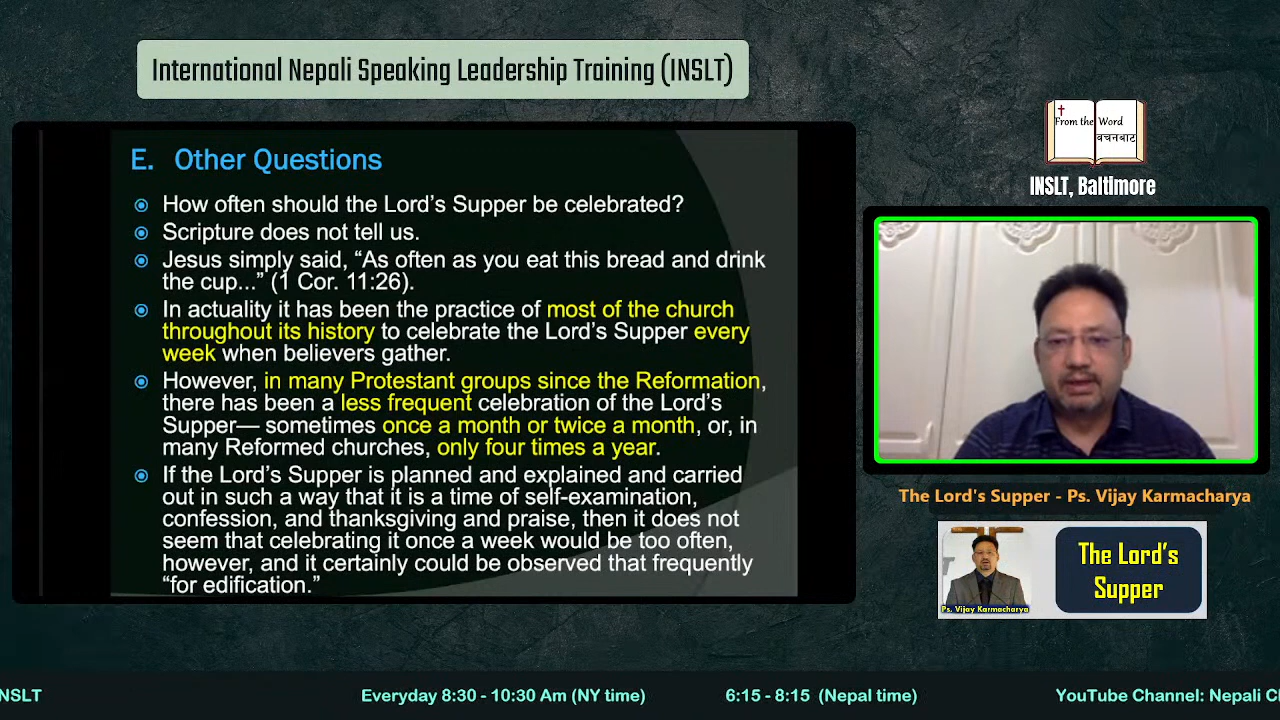 International Nepali Speaking Leadership Training (INSLT)
E. Other Questions
How often should the Lord’s Supper be celebrated?
Scripture does not tell us.
Jesus simply said, “As often as you eat this bread and drink
the cup...” (1 Cor. 11:26).
In actuality it has been the practice of most of the church
throughout its history to celebrate the Lord’s Supper every
week when believers gather.
However, in many Protestant groups since the Reformation,
there has been a less frequent celebration of the Lord’s
Supper— sometimes once a month or twice a month, or, in
many Reformed churches, only four times a year.
If the Lord’s Supper is planned and explained and carried
out in such a way that it is a time of self-examination,
confession, and thanksgiving and praise, then it does not
seem that celebrating it once a week would be too often,
however, and it certainly could be observed that frequently
“for edification.”
From the Word
वचनबाट
INSLT, Baltimore
The Lord's Supper - Ps. Vijay Karmacharya
Ps. Vijay Karmacharya
The Lord’s
Supper
NSLT Everyday 8:30 - 10:30 Am (NY time) 6:15 - 8:15 (Nepal time) YouTube Channel: Nepali C